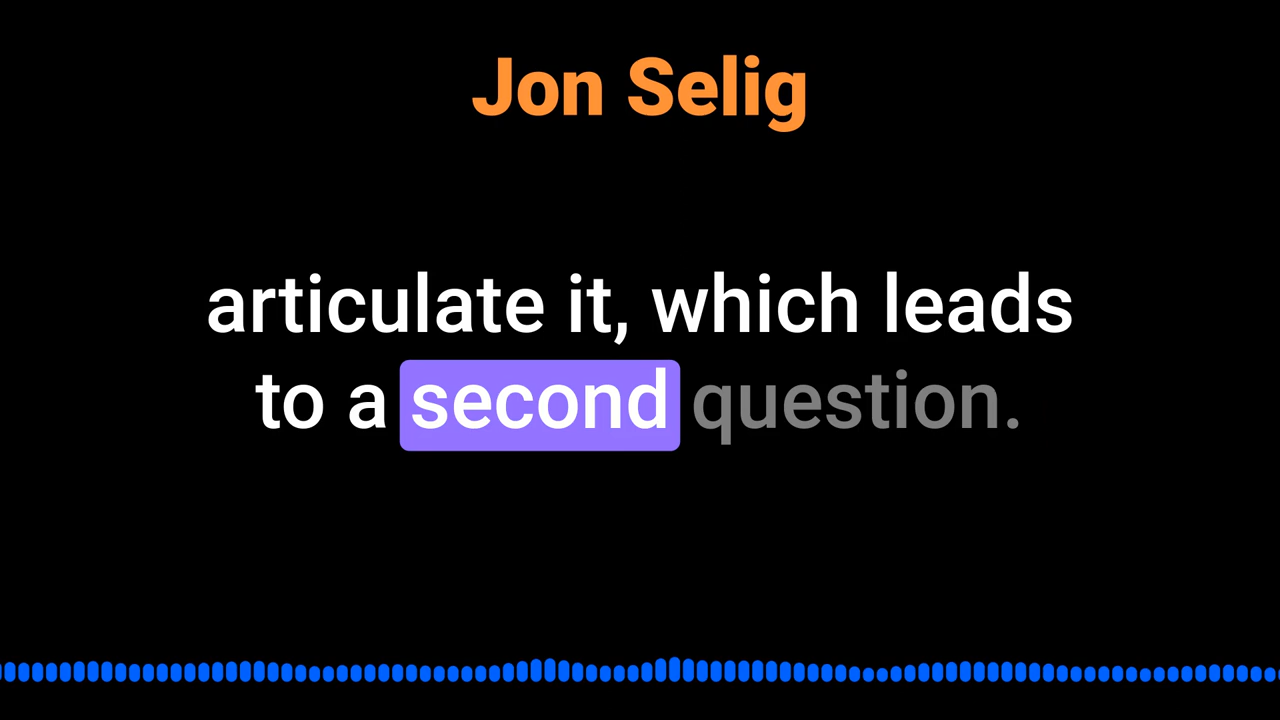 Jon Selig
articulate it, which leads
to a second question.